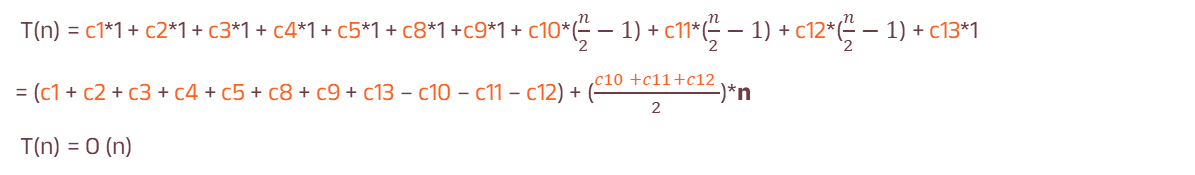 T(n) = c1*1 + c2*1 + c3*1 + c4*1 + c5*1 + c8*1 +c9*1 + c10*(n/2 − 1) + c11*(n/2 − 1) + c12*(n/2 − 1) + c13*1
= (c1 + c2 + c3 + c4 + c5 + c8 + c9 + c13 – c10 – c11 – c12) + ((c10 +c11+c12)/2)*n
T(n) = O (n)